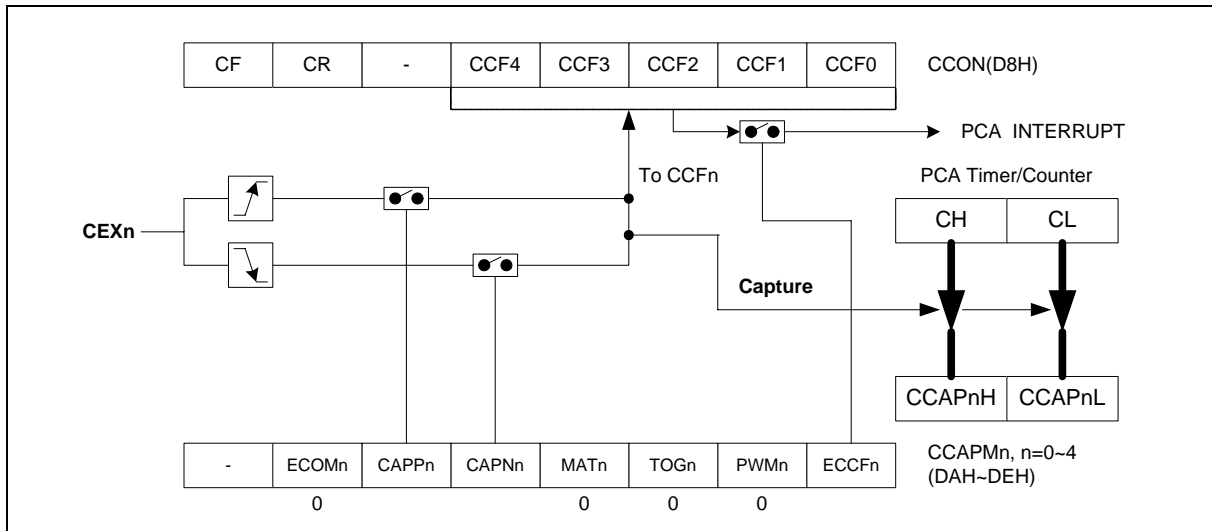 CF CR - CCF4 CCF3 CCF2 CCF1 CCF0 CCON(D8H)
PCA INTERRUPT
To CCFn
PCA Timer/Counter
CH CL
CEXn
Capture
CCAPnH CCAPnL
- ECOMn CAPPn CAPNn MATn TOGn PWMn ECCFn
CCAPMn, n=0~4
(DAH~DEH)
0 0 0 0